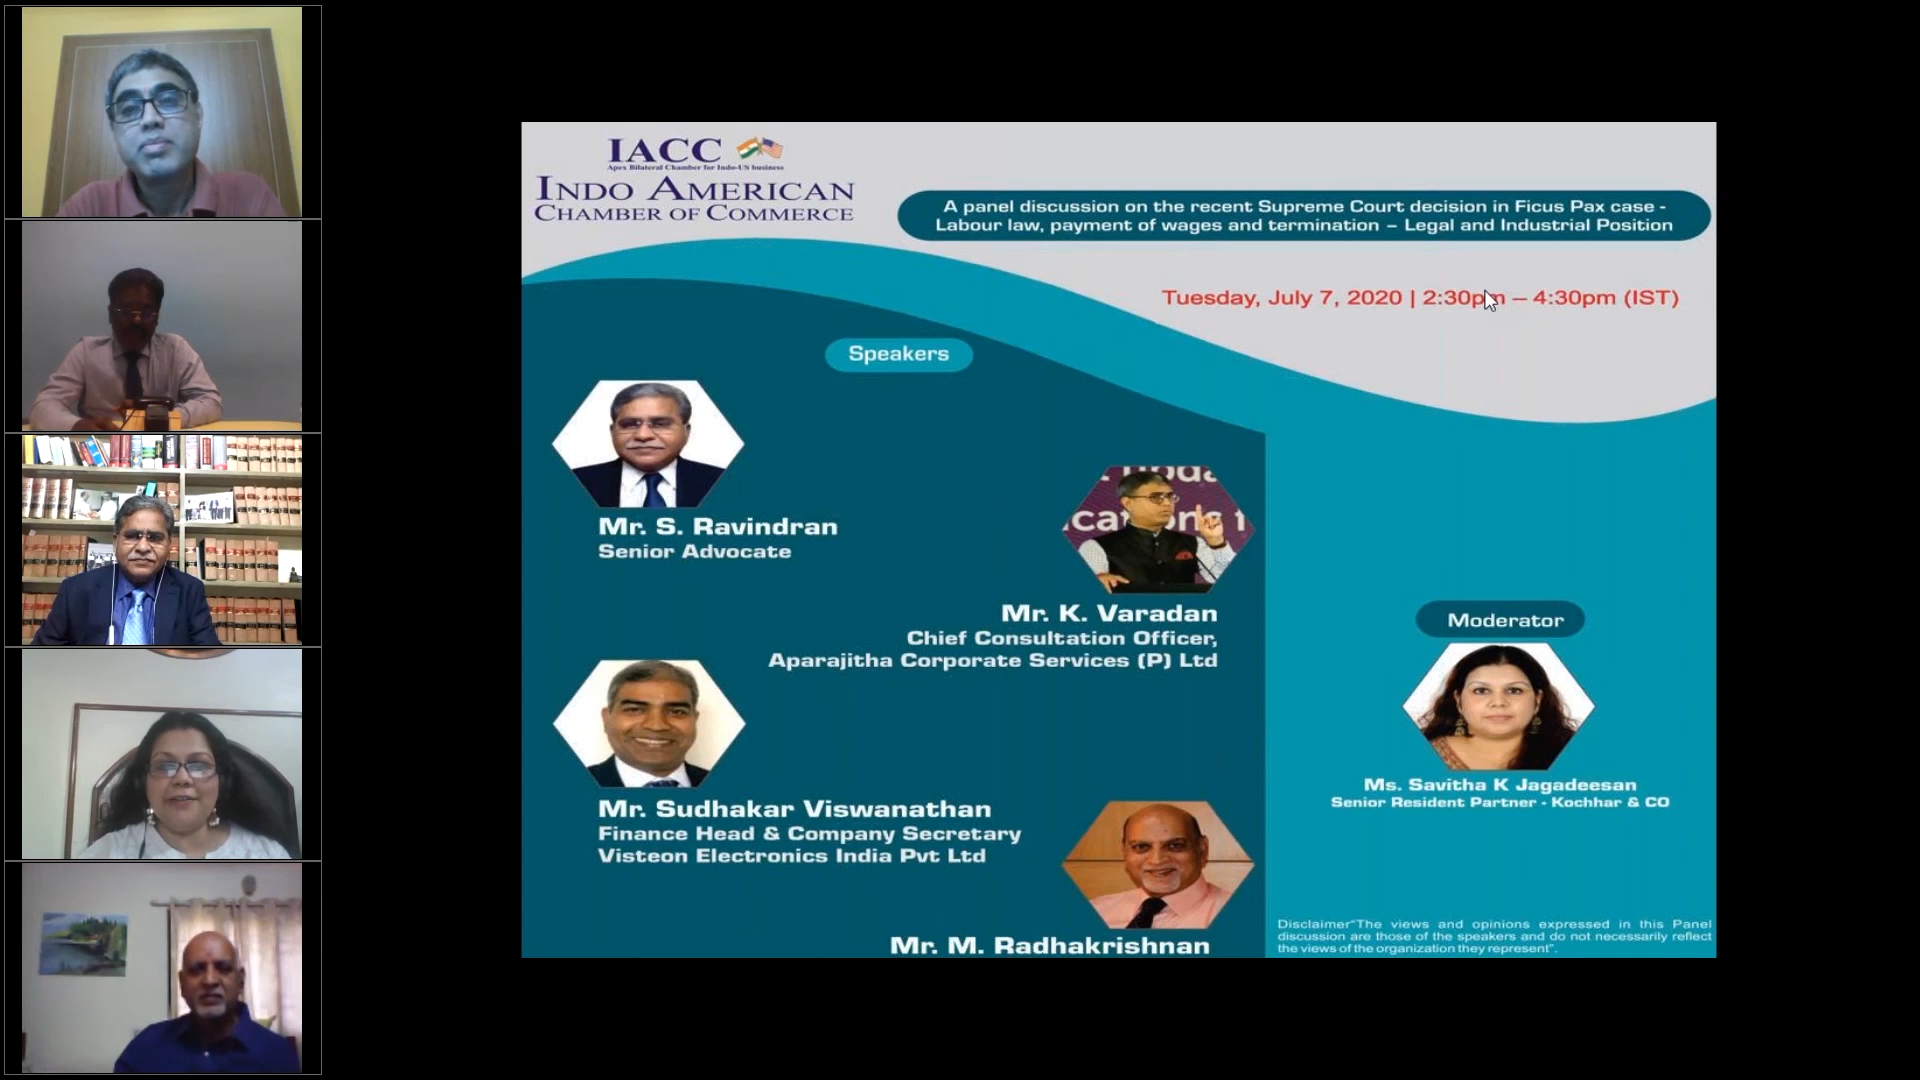 IACC
Apex Bilateral Chamber for Indo-US business
INDO AMERICAN
CHAMBER OF COMMERCE
A panel discussion on the recent Supreme Court decision in Ficus Pax case -
Labour law, payment of wages and termination – Legal and Industrial Position
Tuesday, July 7, 2020 | 2:30pm – 4:30pm (IST)
Speakers
Mr. S. Ravindran
Senior Advocate
Mr. K. Varadan
Chief Consultation Officer,
Aparajitha Corporate Services (P) Ltd
Mr. Sudhakar Viswanathan
Finance Head & Company Secretary
Visteon Electronics India Pvt Ltd
Mr. M. Radhakrishnan
Moderator
Ms. Savitha K Jagadeesan
Senior Resident Partner - Kochhar & CO
Disclaimer"The views and opinions expressed in this Panel
discussion are those of the speakers and do not necessarily reflect
the views of the organization they represent".